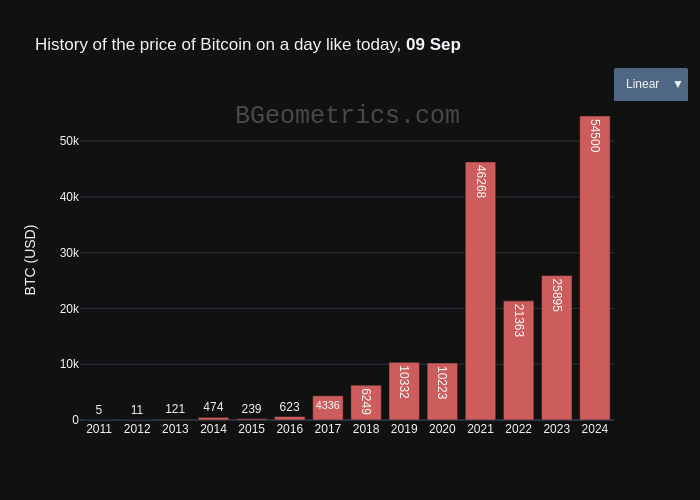 History of the price of Bitcoin on a day like today, 09 Sep
Linear ▼
BGeometrics.com
BTC (USD)
50k
40k
30k
20k
10k
0
5
11
121
474
239
623
4336
6249
10332
10223
46268
21363
25895
54500
2011 2012 2013 2014 2015 2016 2017 2018 2019 2020 2021 2022 2023 2024